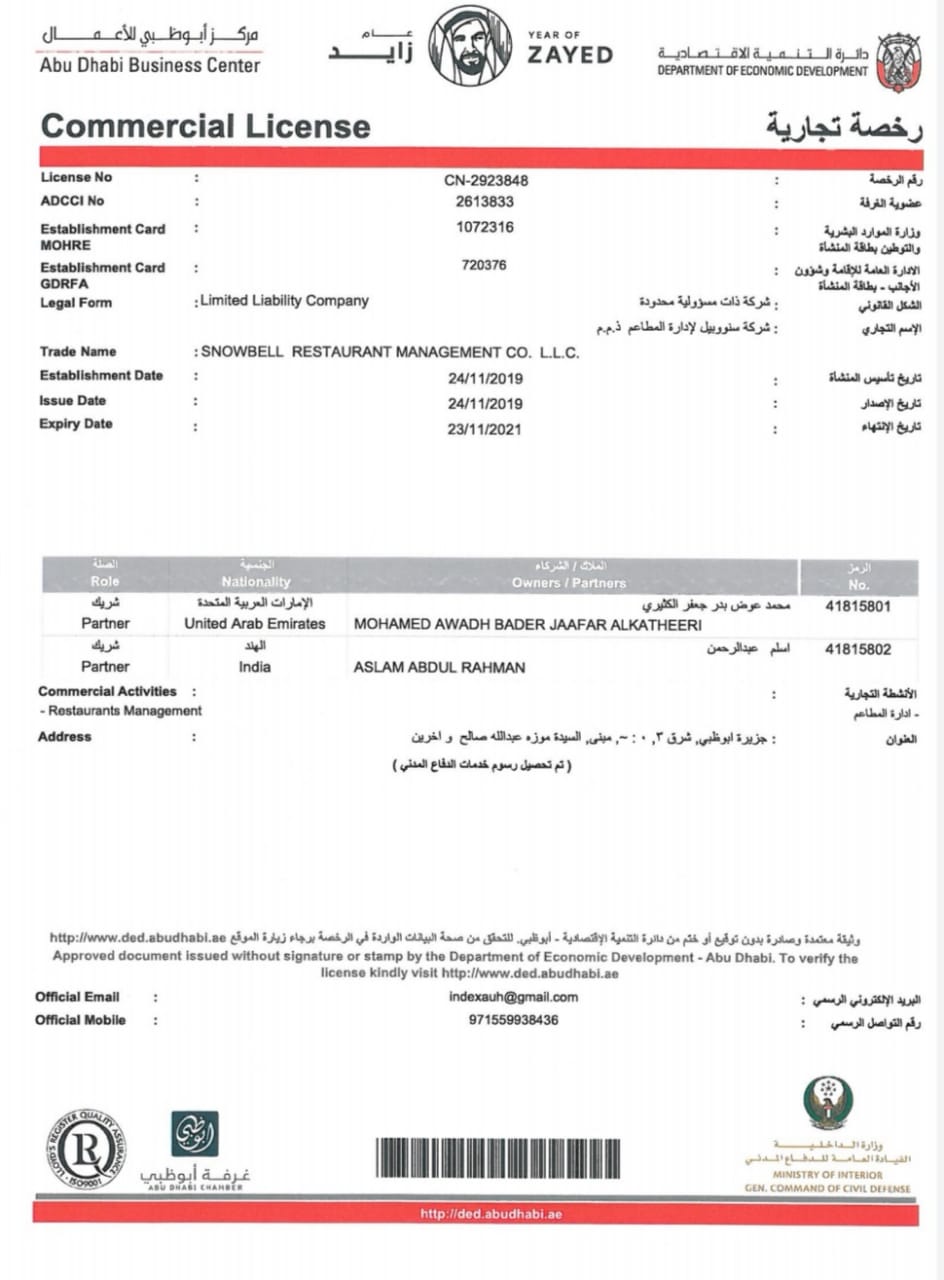 مركز أبوظبي للأعمال
Abu Dhabi Business Center
عام
زايد
YEAR OF
ZAYED
دائرة التنمية الاقتصادية
DEPARTMENT OF ECONOMIC DEVELOPMENT
Commercial License رخصة تجارية
License No : CN-2923848 : رقم الرخصة
ADCCI No : 2613833 : عضوية الغرفة
Establishment Card : 1072316 : وزارة الموارد البشرية
MOHRE والتوطين بطاقة المنشأة
Establishment Card : 720376 : الادارة العامة للإقامة وشؤون
GDRFA الأجانب - بطاقة المنشأة
Legal Form : Limited Liability Company شركة ذات مسؤولية محدودة : الشكل القانوني
شركة سنووبيل لإدارة المطاعم ذ.م.م : الإسم التجاري
Trade Name : SNOWBELL RESTAURANT MANAGEMENT CO. L.L.C.
Establishment Date : 24/11/2019 : تاريخ تأسيس المنشأة
Issue Date : 24/11/2019 : تاريخ الإصدار
Expiry Date : 23/11/2021 : تاريخ الإنتهاء
الصلة الجنسية الملاك / الشركاء الرمز
Role Nationality Owners / Partners No.
شريك الإمارات العربية المتحدة محمد عوض بدر جعفر الكثيري 41815801
Partner United Arab Emirates MOHAMED AWADH BADER JAAFAR ALKATHEERI
شريك الهند اسلم عبدالرحمن 41815802
Partner India ASLAM ABDUL RAHMAN
Commercial Activities : : الأنشطة التجارية
- Restaurants Management - ادارة المطاعم
Address : جزيرة ابوظبي, شرق ٣, ٠ : ~, مبنى, السيدة موزه عبدالله صالح و اخرين : العنوان
( تم تحصيل رسوم خدمات الدفاع المدني )
وثيقة معتمدة وصادرة بدون توقيع أو ختم من دائرة التنمية الإقتصادية - أبوظبي. للتحقق من صحة البيانات الواردة في الرخصة برجاء زيارة الموقع http://www.ded.abudhabi.ae
Approved document issued without signature or stamp by the Department of Economic Development - Abu Dhabi. To verify the
license kindly visit http://www.ded.abudhabi.ae
Official Email : indexauh@gmail.com : البريد الإلكتروني الرسمي
Official Mobile : 971559938436 : رقم التواصل الرسمي
LLOYD'S REGISTER QUALITY ASSURANCE
R
ISO9001
أبوظبي
غرفة أبوظبي
ABU DHABI CHAMBER
وزارة الداخلية
القيادة العامة للدفاع المدني
MINISTRY OF INTERIOR
GEN. COMMAND OF CIVIL DEFENSE
http://ded.abudhabi.ae